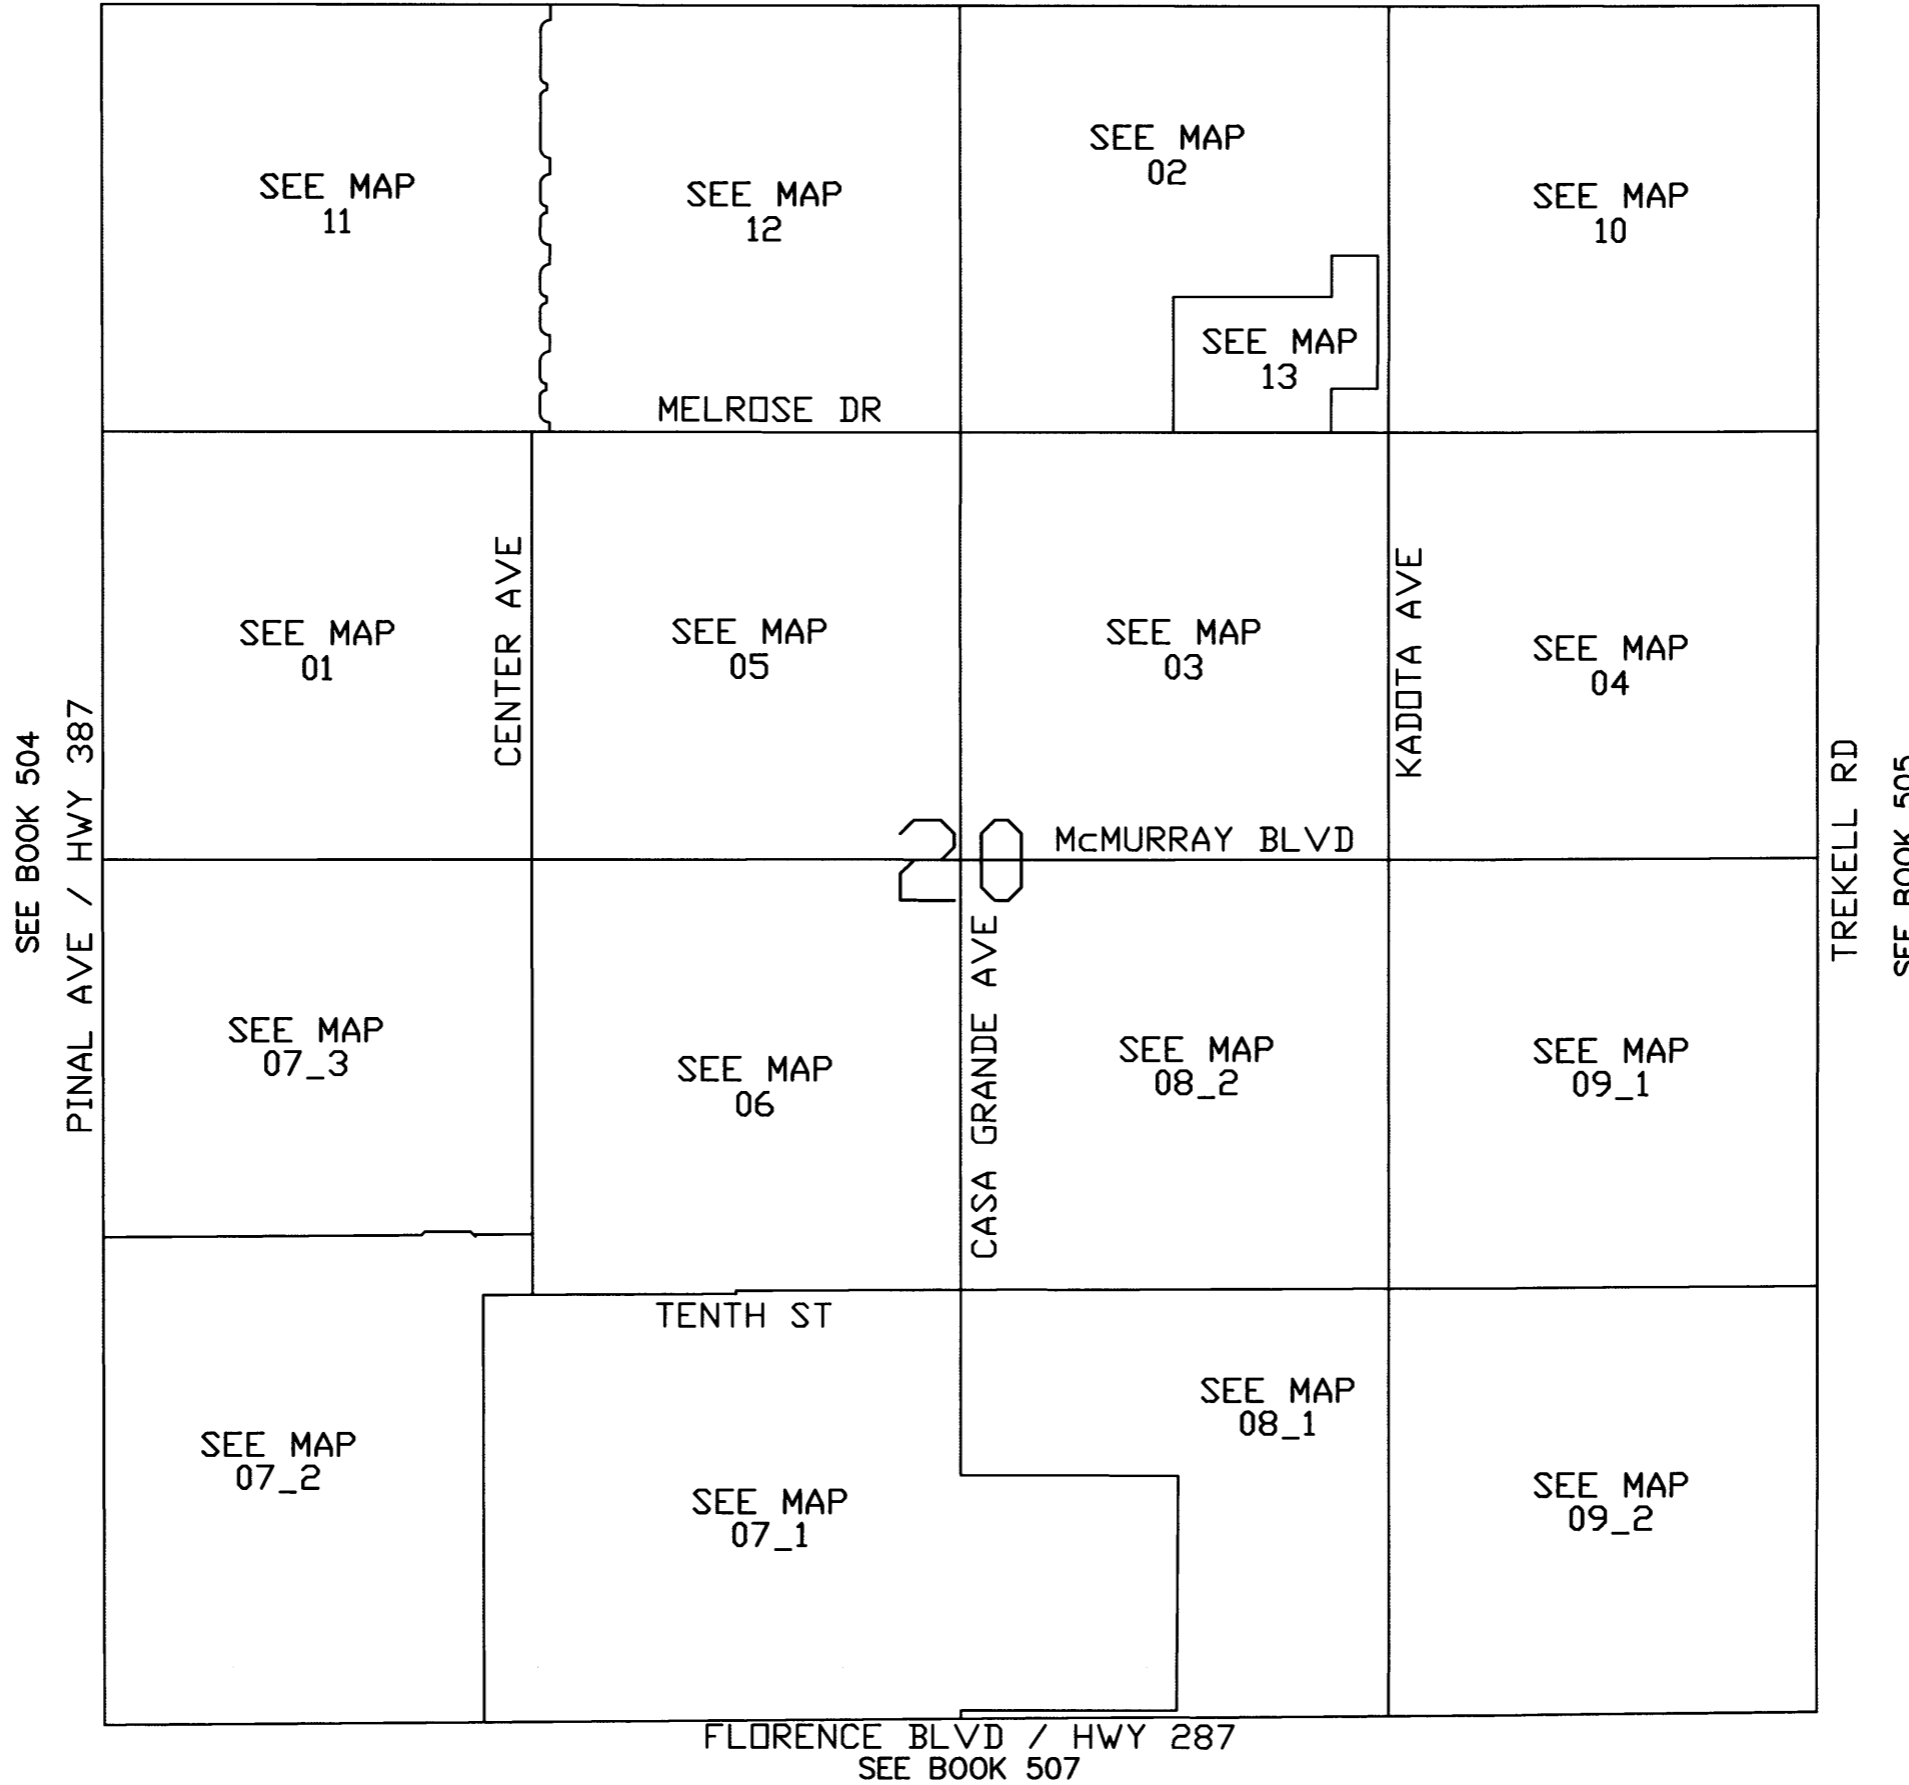 SEE MAP
11
SEE MAP
12
SEE MAP
02
SEE MAP
10
SEE MAP
13
MELROSE DR
SEE MAP
01
CENTER AVE
SEE MAP
05
SEE MAP
03
KADOTA AVE
SEE MAP
04
SEE BOOK 504
PINAL AVE / HWY 387
20
McMURRAY BLVD
TREKELL RD
SEE BOOK 505
SEE MAP
07_3
SEE MAP
06
CASA GRANDE AVE
SEE MAP
08_2
SEE MAP
09_1
TENTH ST
SEE MAP
07_2
SEE MAP
07_1
SEE MAP
08_1
SEE MAP
09_2
FLORENCE BLVD / HWY 287
SEE BOOK 507